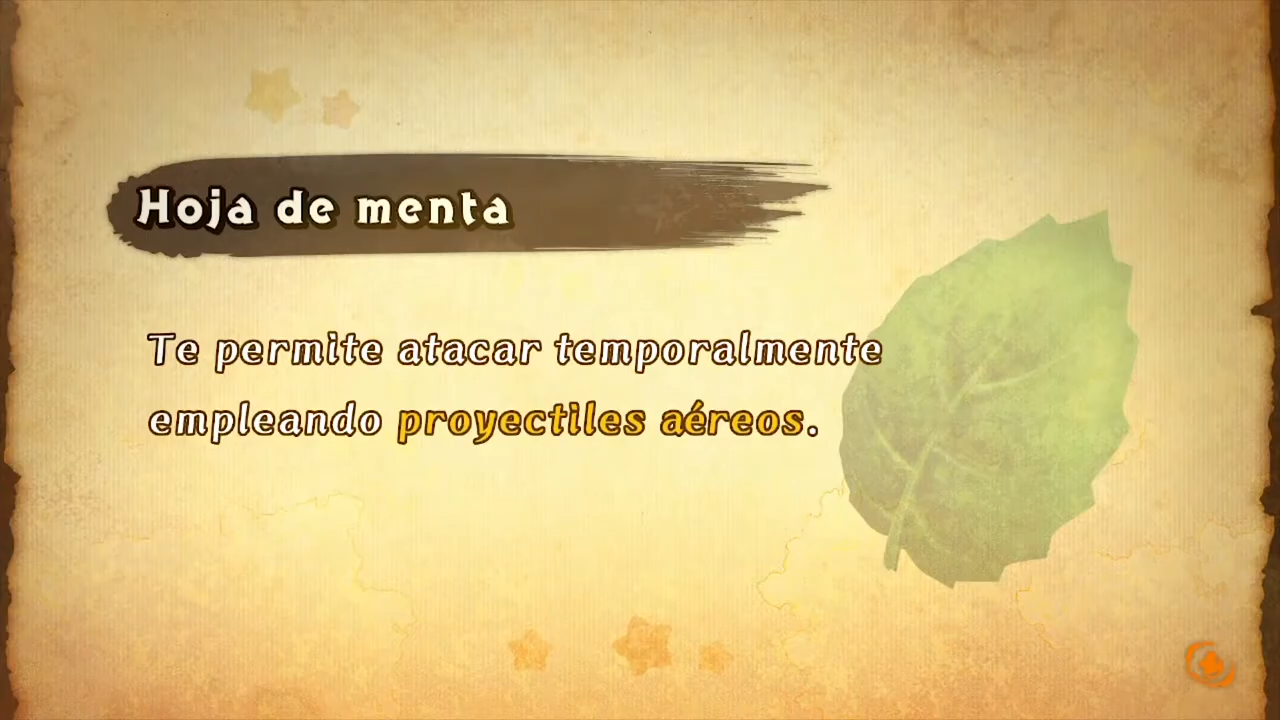 Hoja de menta
Te permite atacar temporalmente
empleando proyectiles aéreos.